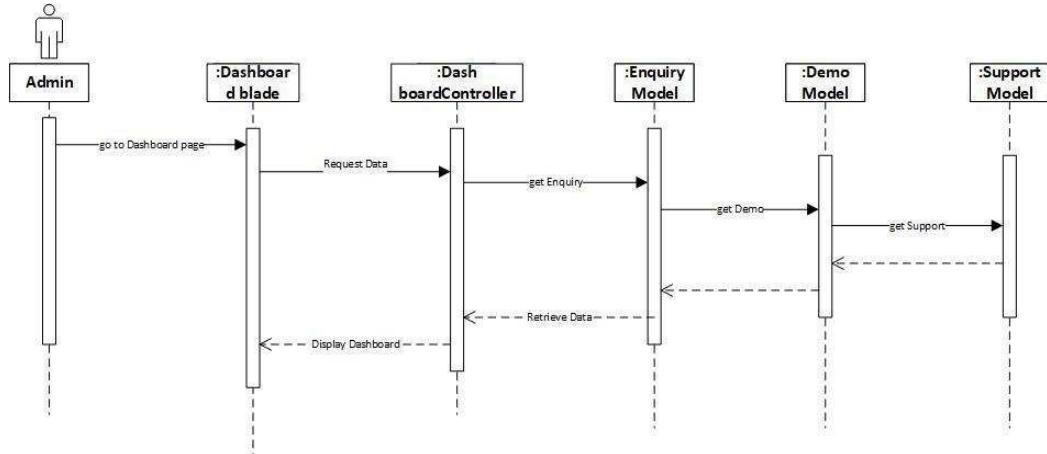 Admin
:Dashboar
d blade
:Dash
boardController
:Enquiry
Model
:Demo
Model
:Support
Model
go to Dashboard page
Request Data
get Enquiry
get Demo
get Support
Retrieve Data
Display Dashboard